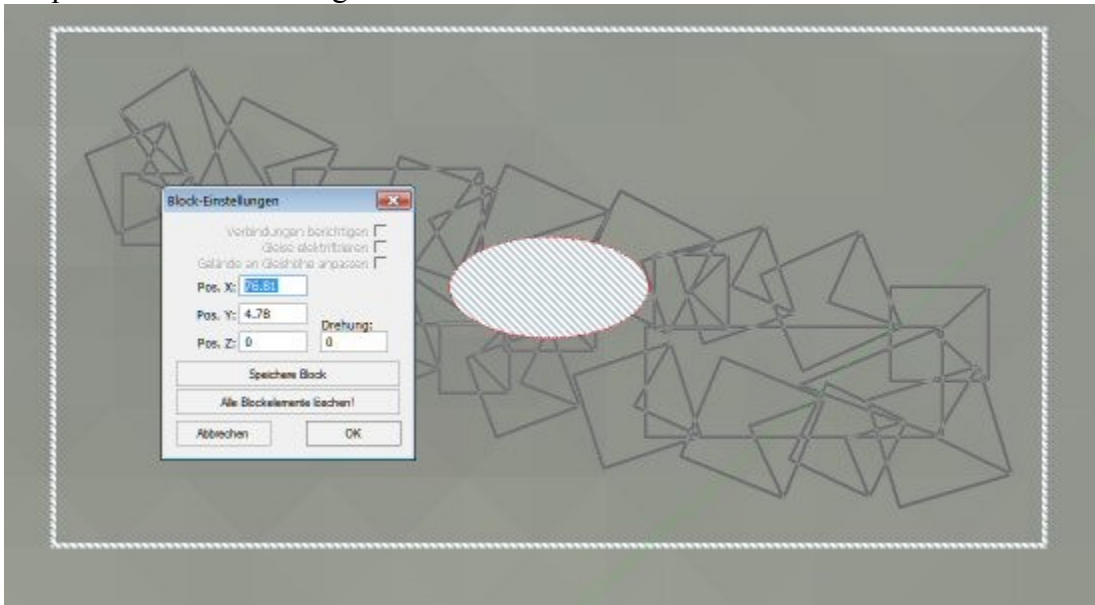 Block-Einstellungen
Verbindungen berichtigen
Gleise elektrifizieren
Gelände an Gleishöhe anpassen
Pos. X: 76.81
Pos. Y: 4.78
Drehung:
Pos. Z: 0 0
Speichere Block
Alle Blockelemente löschen!
Abbrechen OK